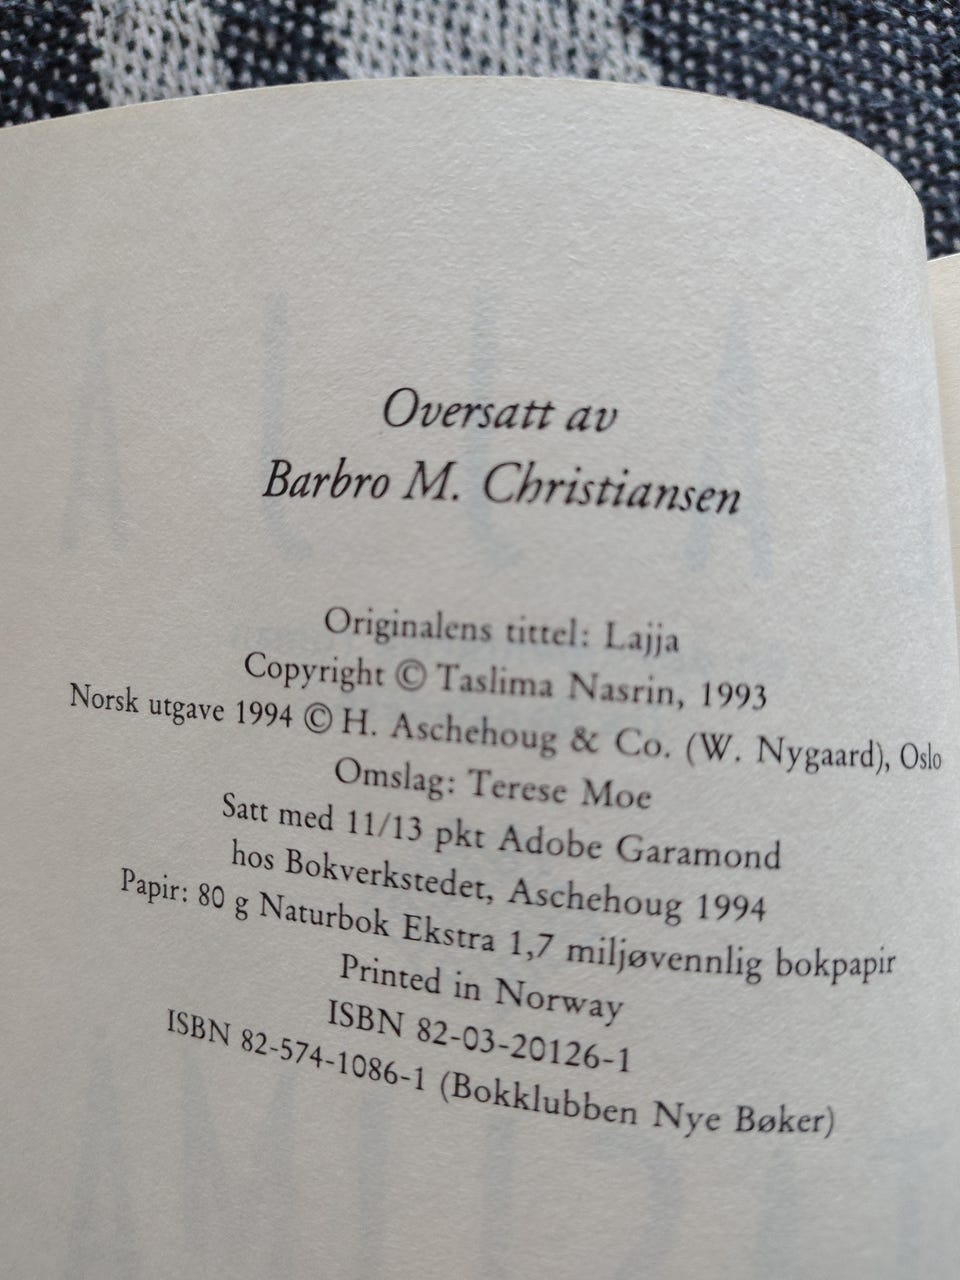 Oversatt av
Barbro M. Christiansen
Originalens tittel: Lajja
Copyright © Taslima Nasrin, 1993
Norsk utgave 1994 © H. Aschehoug & Co. (W. Nygaard), Oslo
Omslag: Terese Moe
Satt med 11/13 pkt Adobe Garamond
hos Bokverkstedet, Aschehoug 1994
Papir: 80 g Naturbok Ekstra 1,7 miljøvennlig bokpapir
Printed in Norway
ISBN 82-03-20126-1
ISBN 82-574-1086-1 (Bokklubben Nye Bøker)